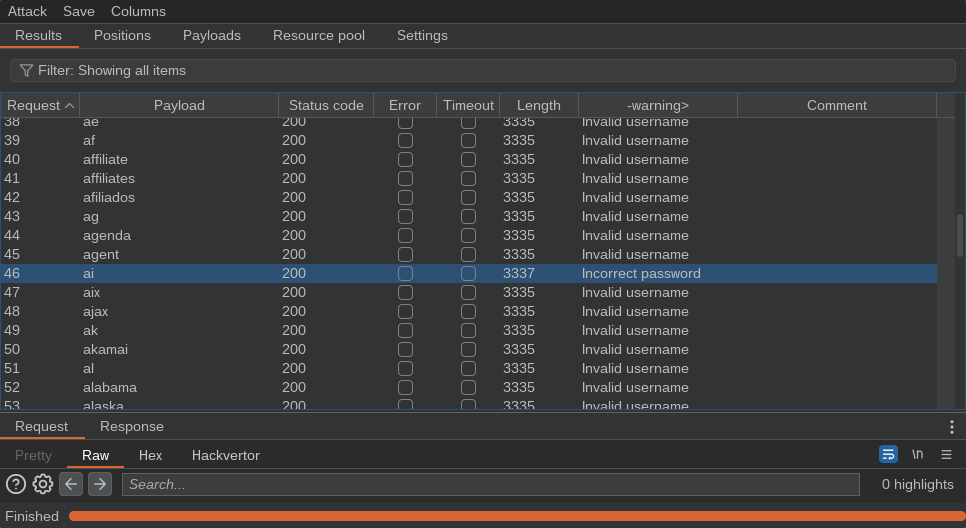 Attack Save Columns
Results Positions Payloads Resource pool Settings
Filter: Showing all items
Request Payload Status code Error Timeout Length -warning> Comment
38 ae 200 3335 Invalid username
39 af 200 3335 Invalid username
40 affiliate 200 3335 Invalid username
41 affiliates 200 3335 Invalid username
42 afiliados 200 3335 Invalid username
43 ag 200 3335 Invalid username
44 agenda 200 3335 Invalid username
45 agent 200 3335 Invalid username
46 ai 200 3337 Incorrect password
47 aix 200 3335 Invalid username
48 ajax 200 3335 Invalid username
49 ak 200 3335 Invalid username
50 akamai 200 3335 Invalid username
51 al 200 3335 Invalid username
52 alabama 200 3335 Invalid username
53 alaska 200 3335 Invalid username
Request Response
Pretty Raw Hex Hackvertor \n
Search... 0 highlights
Finished